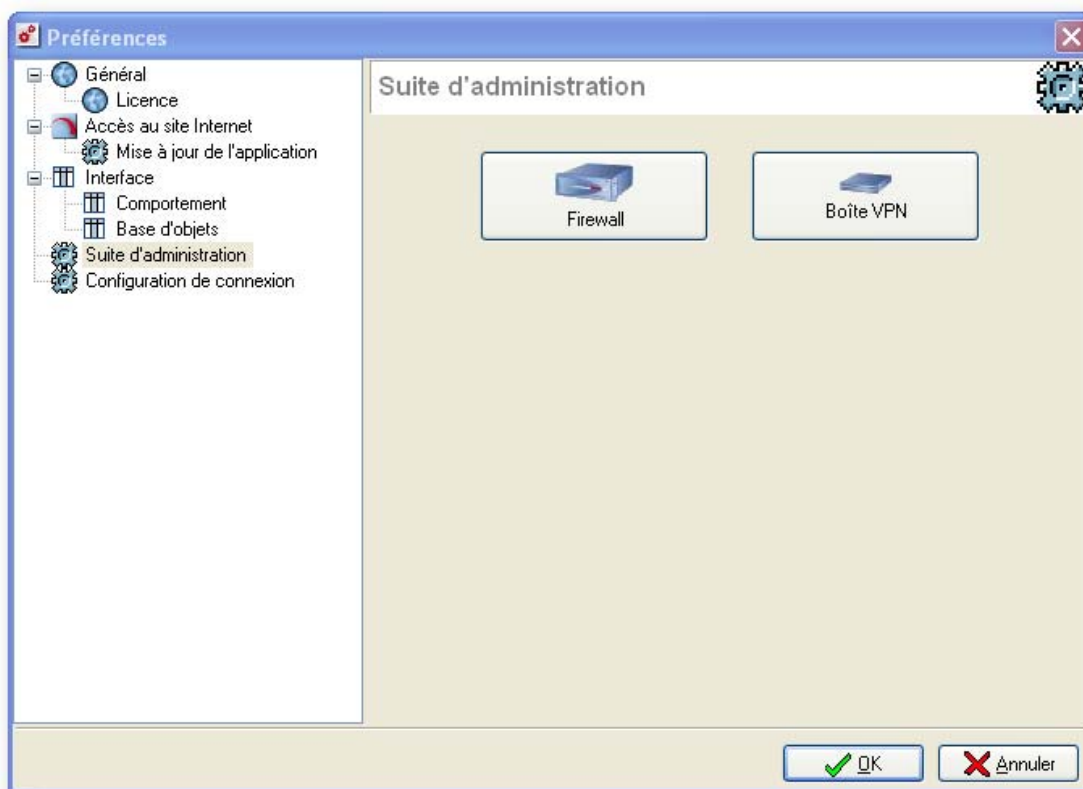 Préférences
Général
Licence
Accès au site Internet
Mise à jour de l'application
Interface
Comportement
Base d'objets
Suite d'administration
Configuration de connexion
Suite d'administration
Firewall
Boîte VPN
OK
Annuler